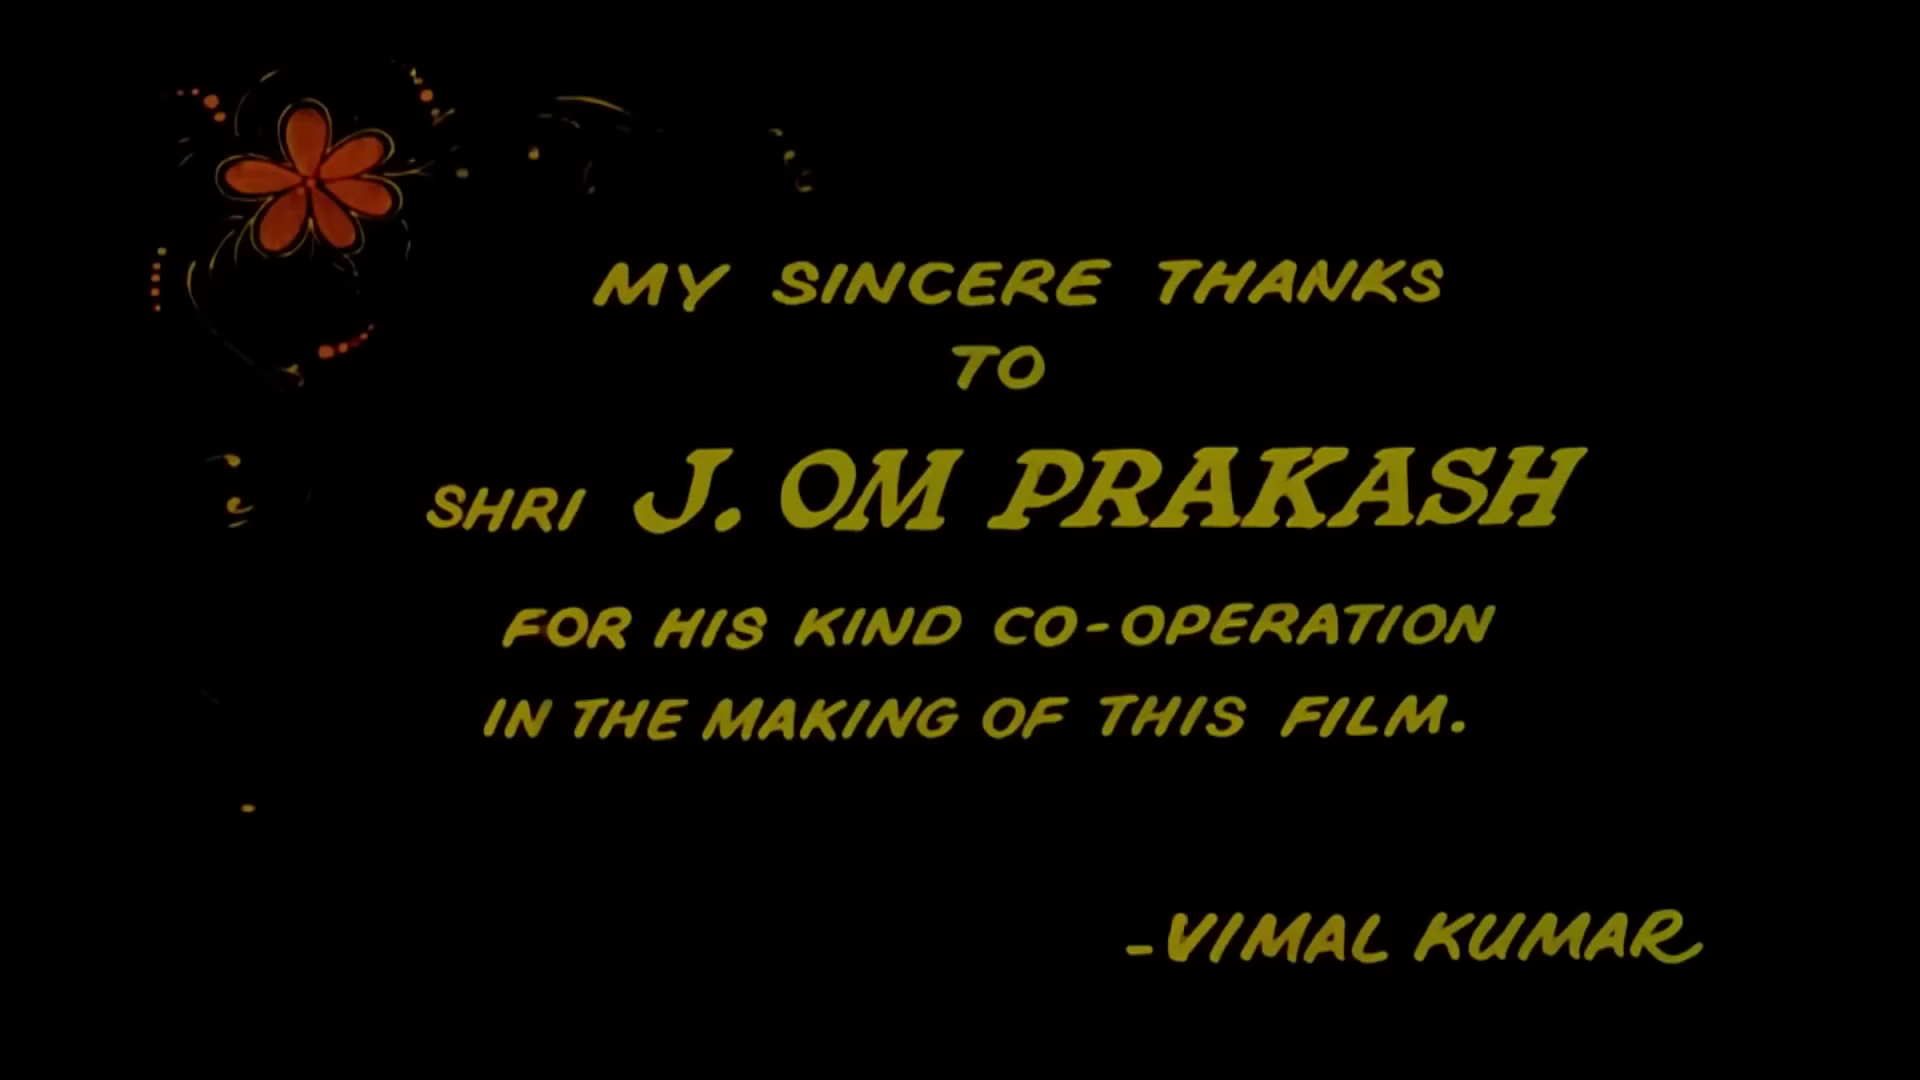 MY SINCERE THANKS
TO
SHRI J. OM PRAKASH
FOR HIS KIND CO-OPERATION
IN THE MAKING OF THIS FILM.
-VIMAL KUMAR